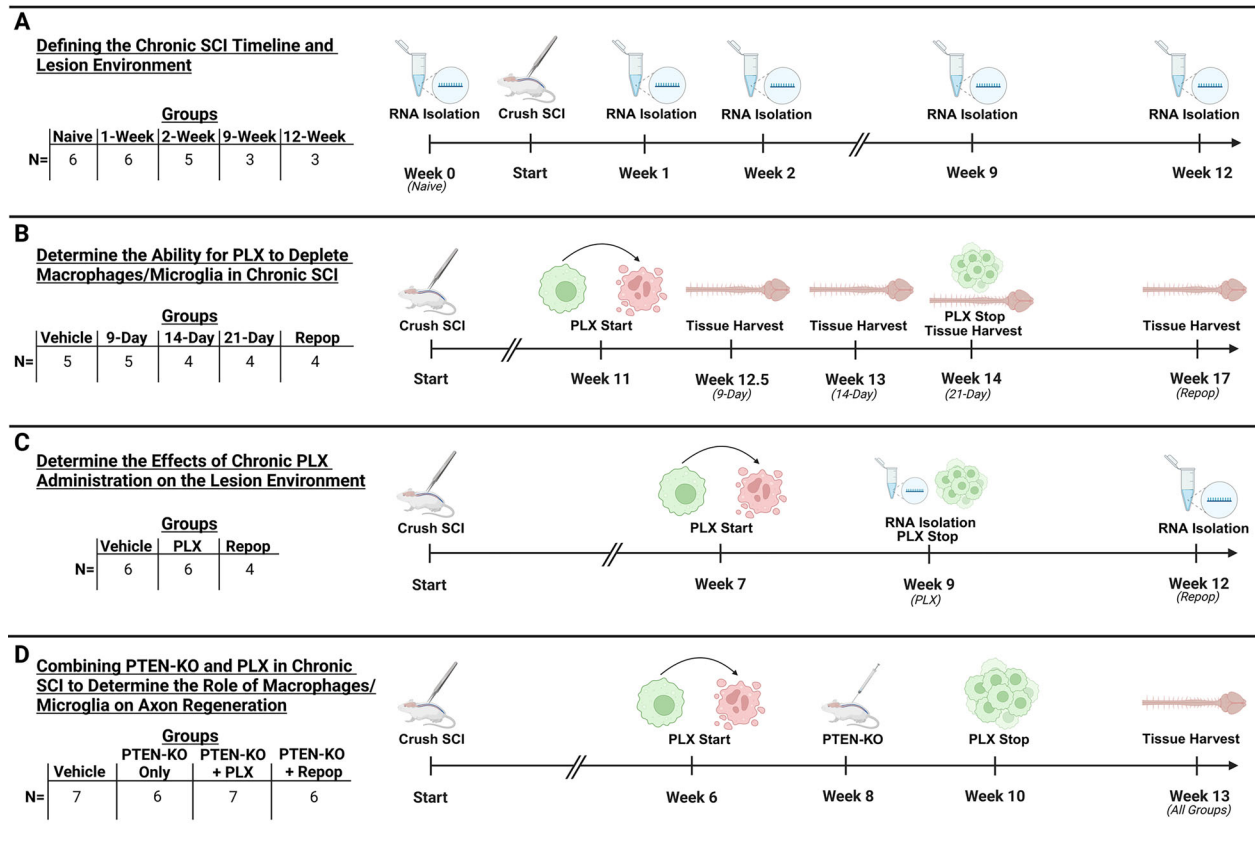 A
Defining the Chronic SCI Timeline and
Lesion Environment
Groups
Naive 1-Week 2-Week 9-Week 12-Week
N= 6 6 5 3 3
RNA Isolation Crush SCI RNA Isolation RNA Isolation RNA Isolation RNA Isolation
Week 0 Start Week 1 Week 2 Week 9 Week 12
(Naive)
B
Determine the Ability for PLX to Deplete
Macrophages/Microglia in Chronic SCI
Groups
Vehicle 9-Day 14-Day 21-Day Repop
N= 5 5 4 4 4
Crush SCI PLX Start Tissue Harvest Tissue Harvest PLX Stop Tissue Harvest
Tissue Harvest
Start Week 11 Week 12.5 Week 13 Week 14 Week 17
(9-Day) (14-Day) (21-Day) (Repop)
C
Determine the Effects of Chronic PLX
Administration on the Lesion Environment
Groups
Vehicle PLX Repop
N= 6 6 4
Crush SCI PLX Start RNA Isolation RNA Isolation
PLX Stop
Start Week 7 Week 9 Week 12
(PLX) (Repop)
D
Combining PTEN-KO and PLX in Chronic
SCI to Determine the Role of Macrophages/
Microglia on Axon Regeneration
Groups
PTEN-KO PTEN-KO PTEN-KO
Vehicle Only + PLX + Repop
N= 7 6 7 6
Crush SCI PLX Start PTEN-KO PLX Stop Tissue Harvest
Start Week 6 Week 8 Week 10 Week 13
(All Groups)